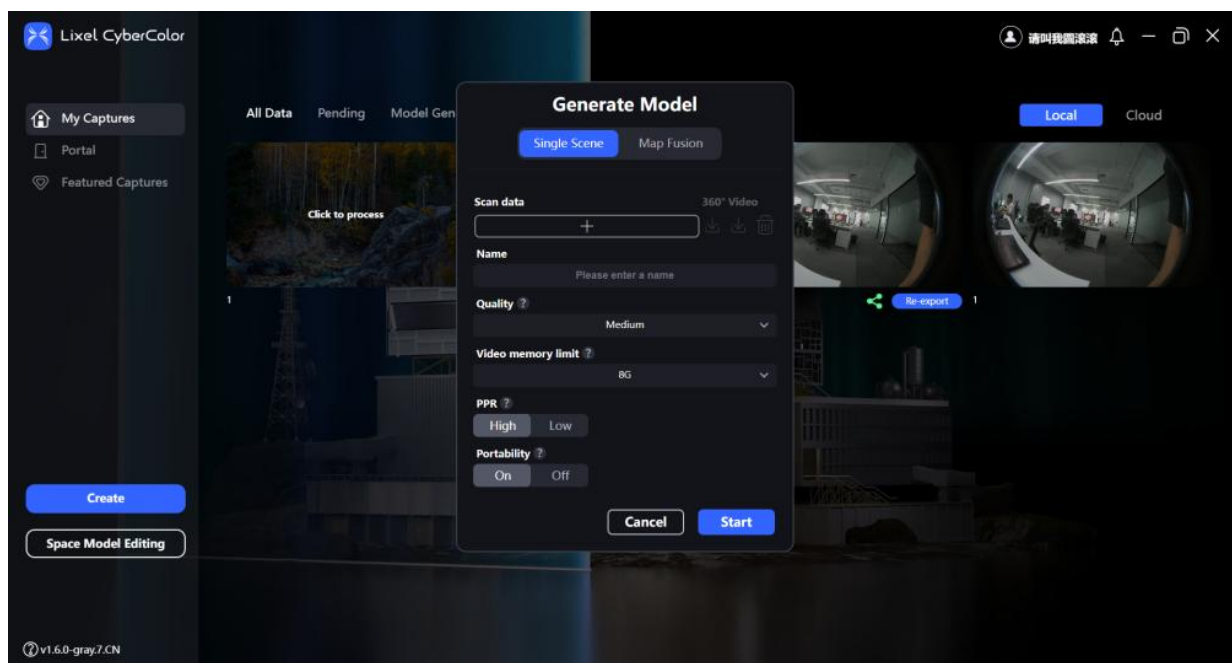 Lixel CyberColor
请叫我圆滚滚
My Captures
Portal
Featured Captures
All Data Pending Model Gen
Local Cloud
Click to process
1
Re-export 1
Generate Model
Single Scene Map Fusion
Scan data 360° Video
Name
Please enter a name
Quality ?
Medium
Video memory limit ?
8G
PPR ?
High Low
Portability ?
On Off
Cancel Start
Create
Space Model Editing
v1.6.0-gray.7.CN